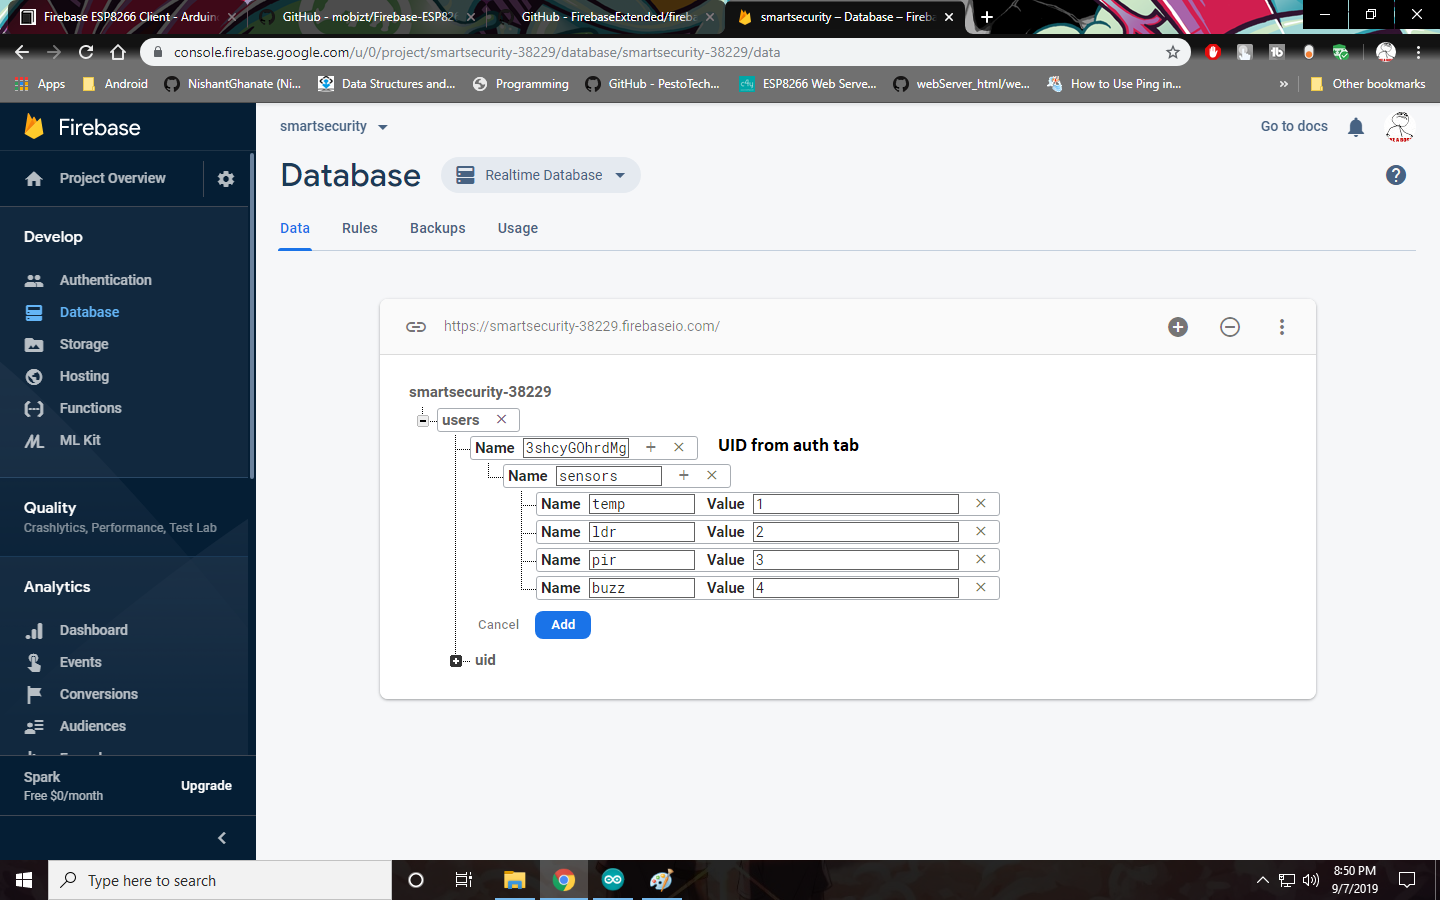 Firebase ESP8266 Client - Arduin
GitHub - mobizt/Firebase-ESP826
GitHub - FirebaseExtended/fireba
smartsecurity – Database – Fireba
console.firebase.google.com/u/0/project/smartsecurity-38229/database/smartsecurity-38229/data
Apps
Android
NishantGhanate (Ni...
Data Structures and...
Programming
GitHub - PestoTech...
ESP8266 Web Serve...
webServer_html/we...
How to Use Ping in...
»
Other bookmarks
Firebase
Project Overview
Develop
Authentication
Database
Storage
Hosting
Functions
ML Kit
Quality
Crashlytics, Performance, Test Lab
Analytics
Dashboard
Events
Conversions
Audiences
Spark
Free $0/month
Upgrade
smartsecurity
Go to docs
Database
Realtime Database
Data
Rules
Backups
Usage
https://smartsecurity-38229.firebaseio.com/
smartsecurity-38229
users
Name 3shcyGOhrdMg
UID from auth tab
Name sensors
Name temp Value 1
Name ldr Value 2
Name pir Value 3
Name buzz Value 4
Cancel Add
uid
Type here to search
8:50 PM
9/7/2019